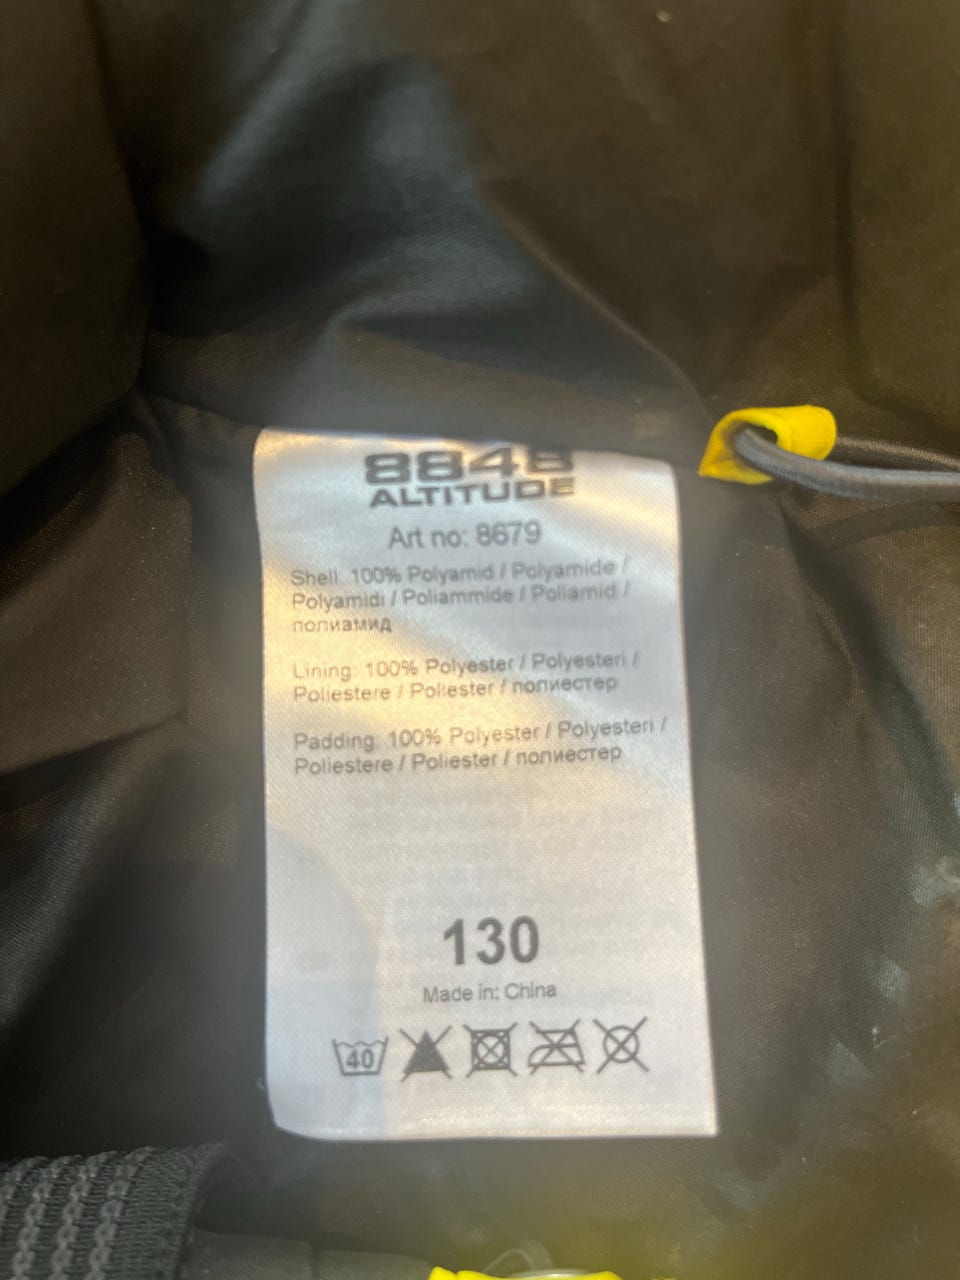 8848
ALTITUDE
Art no: 8679
Shell: 100% Polyamid / Polyamide /
Polyamidi / Poliammide / Poliamid /
полиамид
Lining: 100% Polyester / Polyesteri /
Poliestere / Poliester / полиестер
Padding: 100% Polyester / Polyesteri /
Poliestere / Poliester / полиестер
130
Made in: China
40